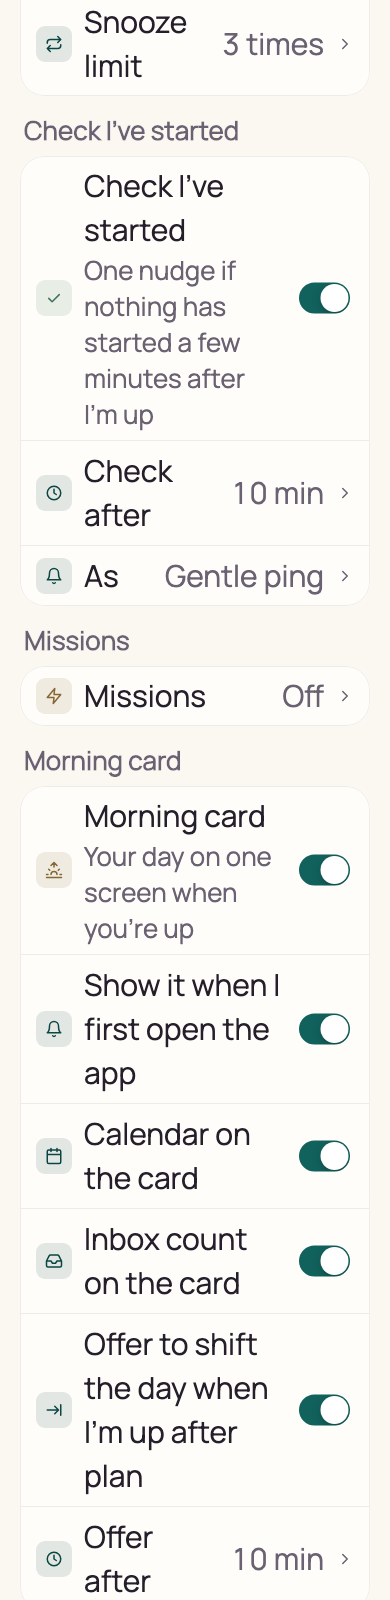 Snooze
limit
3 times
Check I've started
Check I've
started
One nudge if
nothing has
started a few
minutes after
I'm up
Check
after
10 min
As
Gentle ping
Missions
Missions
Off
Morning card
Morning card
Your day on one
screen when
you're up
Show it when I
first open the
app
Calendar on
the card
Inbox count
on the card
Offer to shift
the day when
I'm up after
plan
Offer
after
10 min